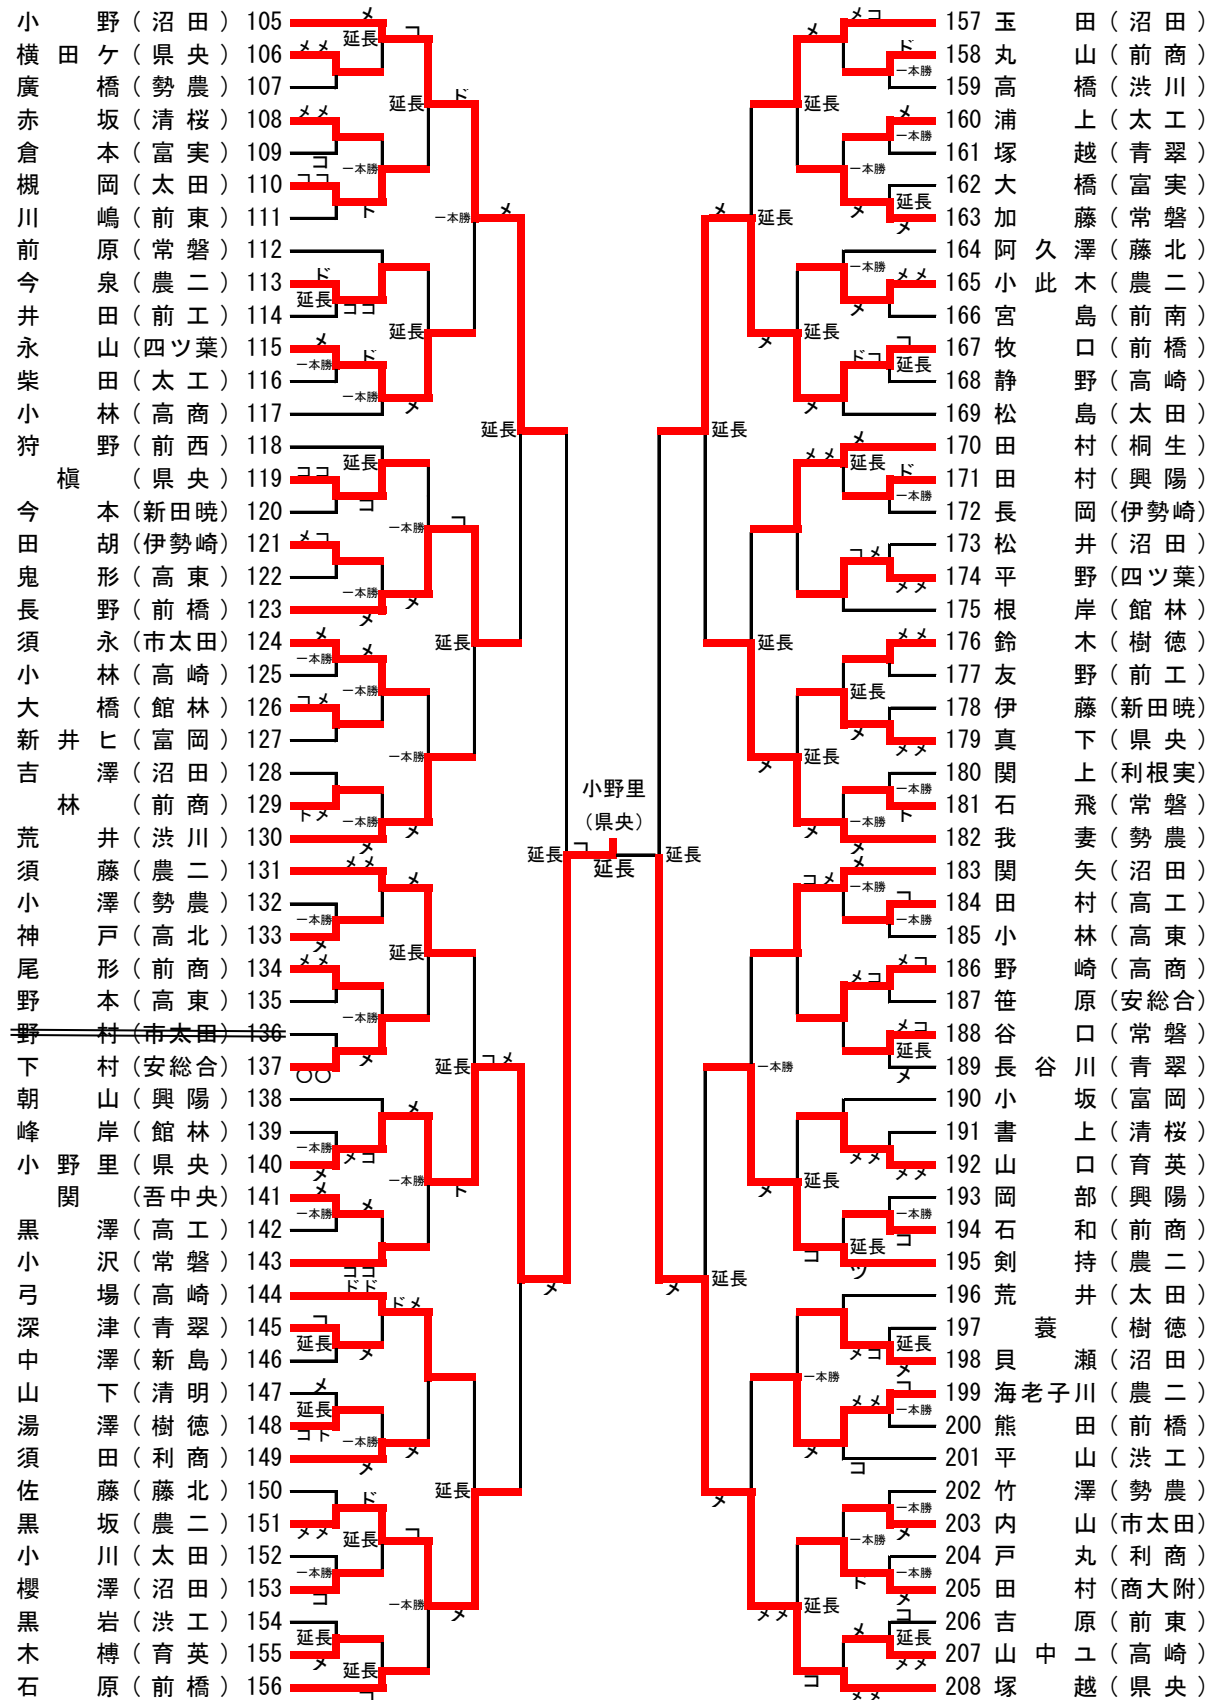 小野（沼田）105
横田ケ（県央）106
廣橋（勢農）107
赤坂（清桜）108
倉本（富実）109
槻岡（太田）110
川嶋（前東）111
前原（常磐）112
今泉（農二）113
井田（前工）114
永山（四ツ葉）115
柴田（太工）116
小林（高商）117
狩野（前西）118
槇（県央）119
今本（新田暁）120
田胡（伊勢崎）121
鬼形（高東）122
長野（前橋）123
須永（市太田）124
小林（高崎）125
大橋（館林）126
新井ヒ（富岡）127
吉澤（沼田）128
林（前商）129
荒井（渋川）130
須藤（農二）131
小澤（勢農）132
神戸（高北）133
尾形（前商）134
野本（高東）135
野村（市太田）136
下村（安総合）137
朝山（興陽）138
峰岸（館林）139
小野里（県央）140
関（吾中央）141
黒澤（高工）142
小沢（常磐）143
弓場（高崎）144
深津（青翠）145
中澤（新島）146
山下（清明）147
湯澤（樹徳）148
須田（利商）149
佐藤（藤北）150
黒坂（農二）151
小川（太田）152
櫻澤（沼田）153
黒岩（渋工）154
木榑（育英）155
石原（前橋）156
小野里
（県央）
延長
157 玉田（沼田）
158 丸山（前商）
159 高橋（渋川）
160 浦上（太工）
161 塚越（青翠）
162 大橋（富実）
163 加藤（常磐）
164 阿久澤（藤北）
165 小此木（農二）
166 宮島（前南）
167 牧口（前橋）
168 静野（高崎）
169 松島（太田）
170 田村（桐生）
171 田村（興陽）
172 長岡（伊勢崎）
173 松井（沼田）
174 平野（四ツ葉）
175 根岸（館林）
176 鈴木（樹徳）
177 友野（前工）
178 伊藤（新田暁）
179 真下（県央）
180 関上（利根実）
181 石飛（常磐）
182 我妻（勢農）
183 関矢（沼田）
184 田村（高工）
185 小林（高東）
186 野崎（高商）
187 笹原（安総合）
188 谷口（常磐）
189 長谷川（青翠）
190 小坂（富岡）
191 書上（清桜）
192 山口（育英）
193 岡部（興陽）
194 石和（前商）
195 剣持（農二）
196 荒井（太田）
197 蓑（樹徳）
198 貝瀬（沼田）
199 海老子川（農二）
200 熊田（前橋）
201 平山（渋工）
202 竹澤（勢農）
203 内山（市太田）
204 戸丸（利商）
205 田村（商大附）
206 吉原（前東）
207 山中ユ（高崎）
208 塚越（県央）